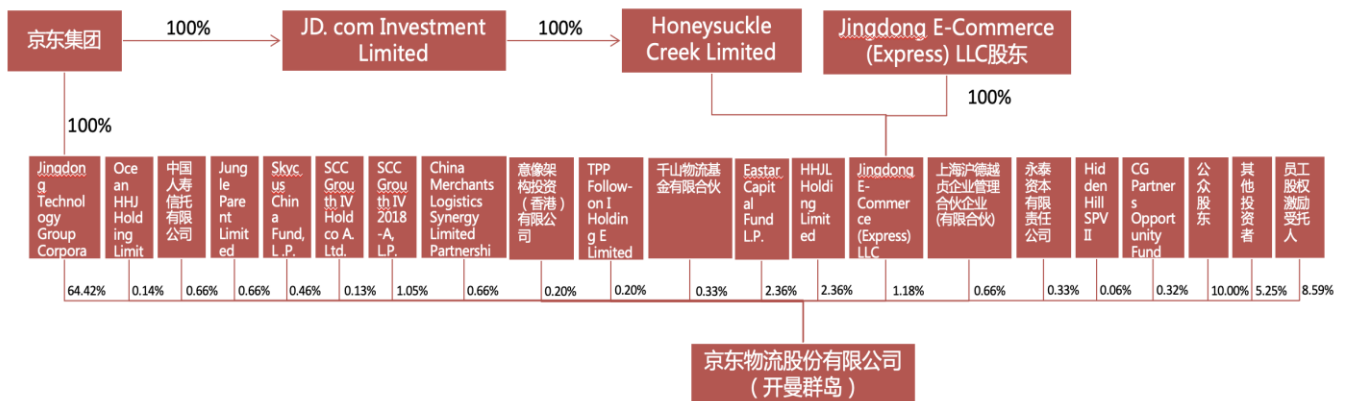 京东集团
100%
JD. com Investment
Limited
100%
Honeysuckle
Creek Limited
Jingdong E-Commerce
(Express) LLC股东
100%
100%
Jingdon
g
Technology
Group
Corpora
Oce
an
HHJ
Hold
ing
Limit
中国
人寿
信托
有限
公司
Jung
le
Pare
nt
Limit
ed
Skyc
us
China
Fund,
L .P.
SCC
Grou
th IV
Hold
co A.
Ltd.
SCC
Grou
th IV
2018
-A,
L.P.
China
Merchants
Logistics
Synergy
Limited
Partnershi
意像架
构投资
（香港）
有限公
司
TPP
Follow-
on I
Holdin
g E
Limited
千山物流基
金有限合伙
Eastar
Capit
al
Fund
L.P.
HHJL
Holdi
ng
Limit
ed
Jingdong
E-
Commer
ce
(Express)
LLC
上海沪德越
贞企业管理
合伙企业
(有限合伙)
永泰
资本
有限
责任
公司
Hid
den
Hill
SPV
II
CG
Partner
s
Opport
unity
Fund
公
众
股
东
其
他
投
资
者
员工
股权
激励
受托
人
64.42%
0.14%
0.66%
0.66%
0.46%
0.13%
1.05%
0.66%
0.20%
0.20%
0.33%
2.36%
2.36%
1.18%
0.66%
0.33%
0.06%
0.32%
10.00%
5.25%
8.59%
京东物流股份有限公司
（开曼群岛）